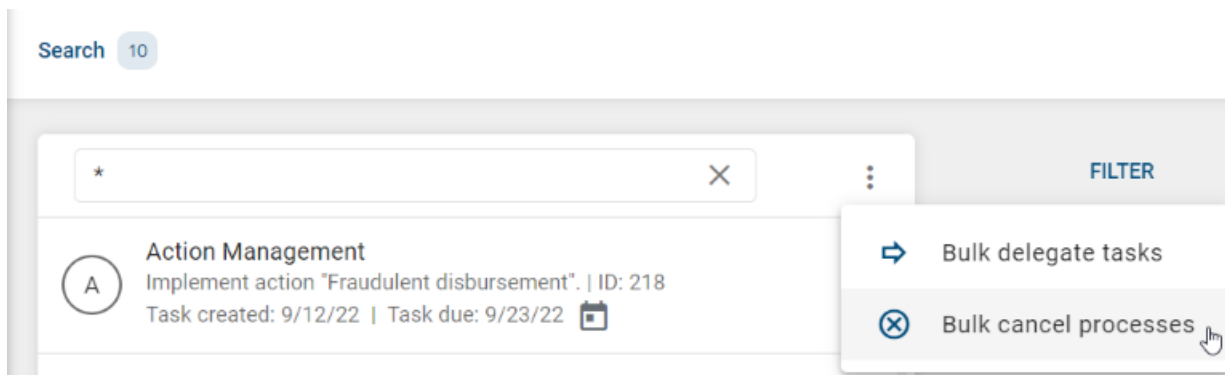 Search 10
*
FILTER
Action Management
A
Implement action "Fraudulent disbursement". | ID: 218
Task created: 9/12/22 | Task due: 9/23/22
Bulk delegate tasks
Bulk cancel processes